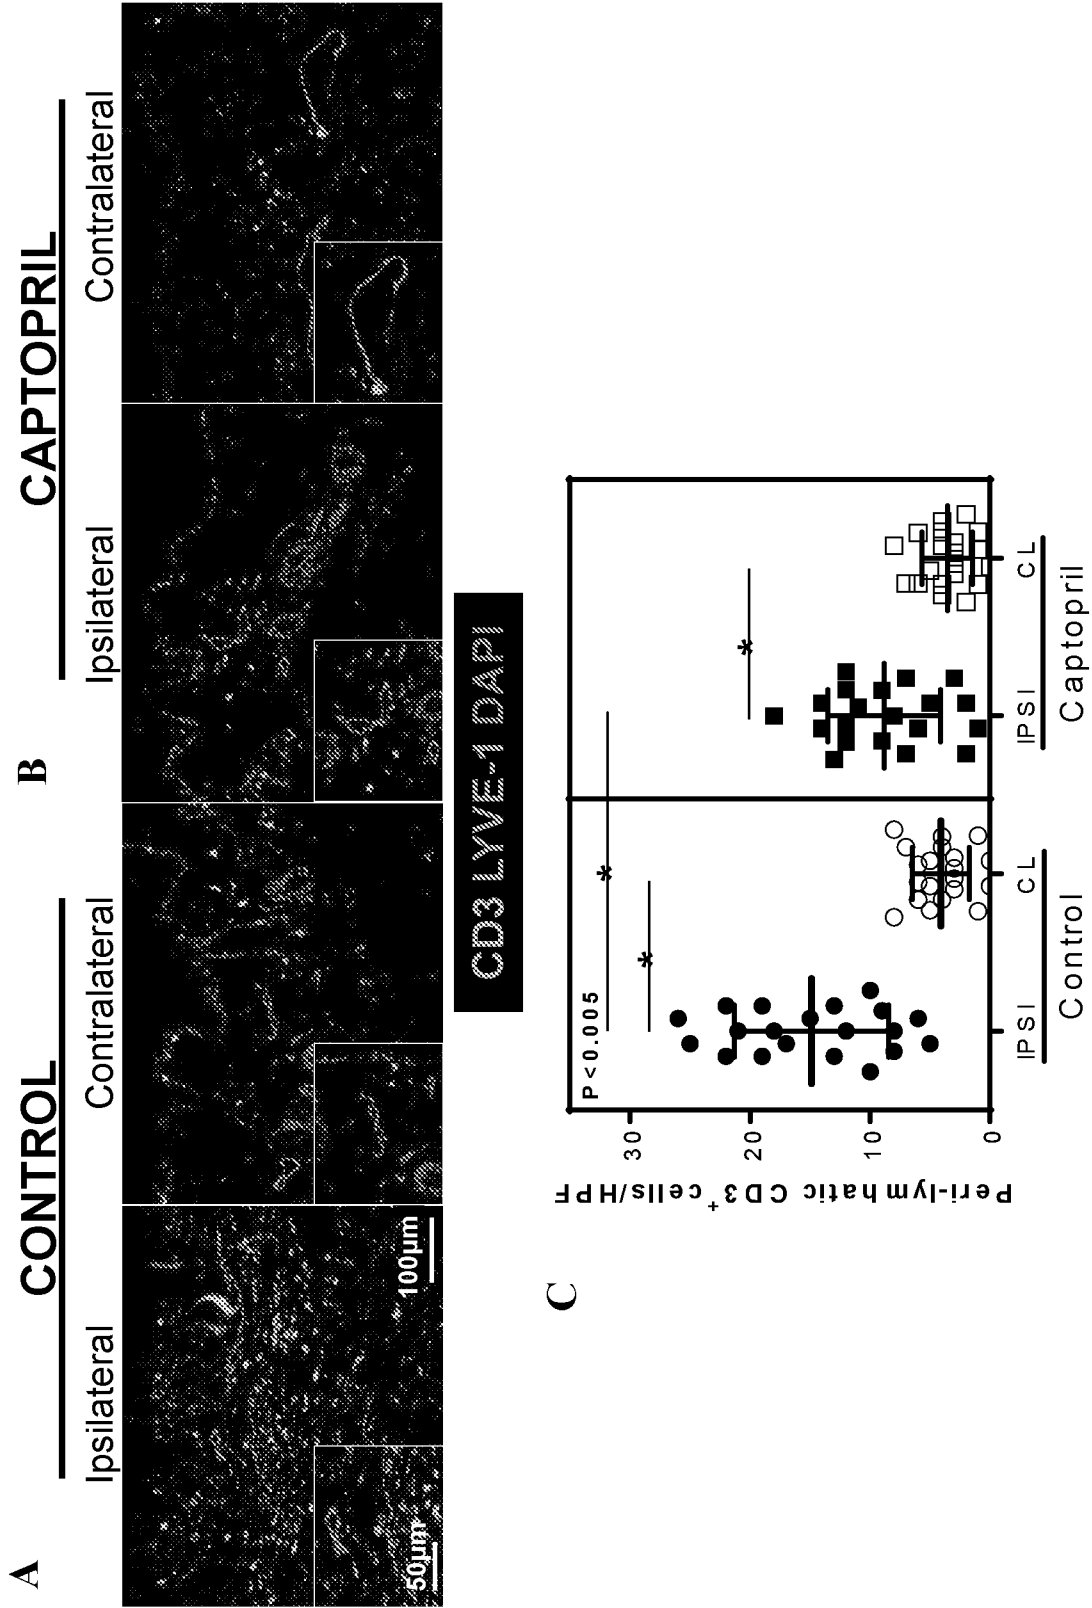 A
CONTROL
Ipsilateral
Contralateral
B
CAPTOPRIL
Ipsilateral
Contralateral
50µm
100µm
CD3 LYVE-1 DAPI
C
Peri-lymhatic CD3+ cells/HPF
30
20
10
0
P<0.005
*
*
*
IPSI
CL
IPSI
CL
Control
Captopril